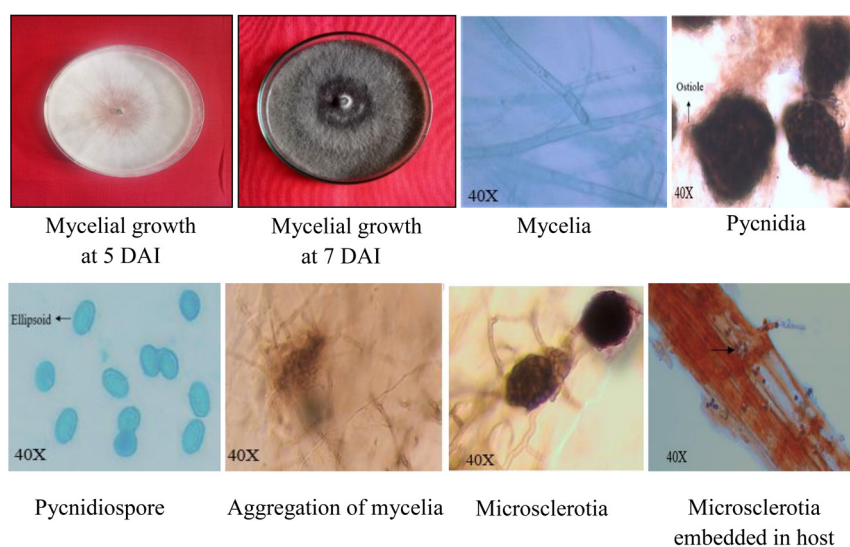 Ostiole
40X
40X
Mycelial growth
at 5 DAI
Mycelial growth
at 7 DAI
Mycelia
Pycnidia
Ellipsoid
40X
40X
40X
40X
Pycnidiospore
Aggregation of mycelia
Microsclerotia
Microsclerotia
embedded in host